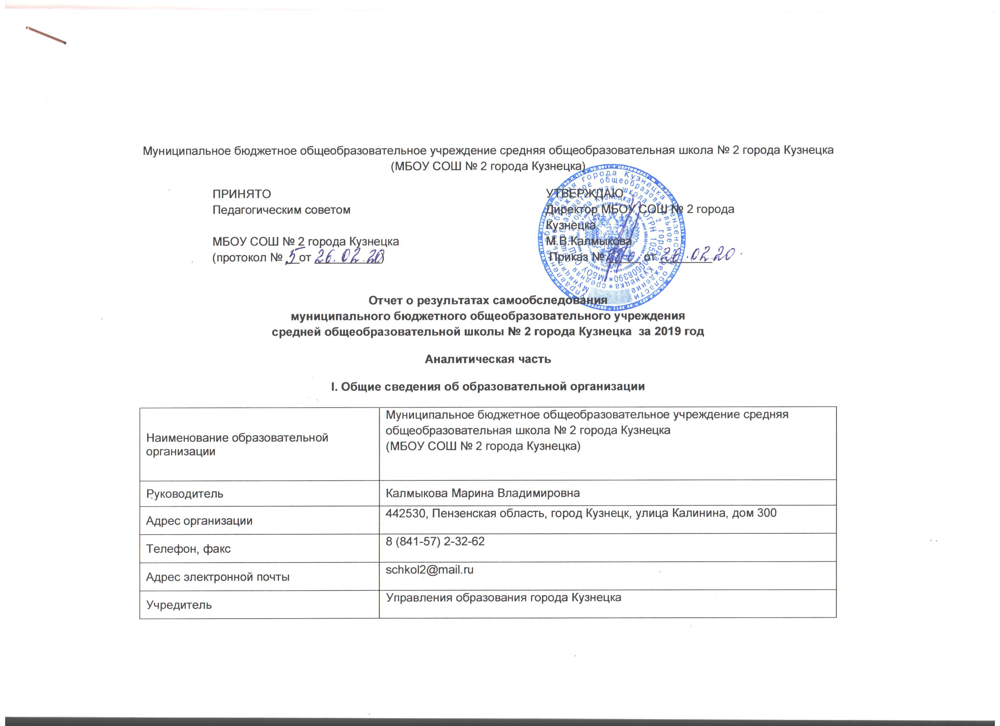 Муниципальное бюджетное общеобразовательное учреждение средняя общеобразовательная школа № 2 города Кузнецка
(МБОУ СОШ № 2 города Кузнецка)
ПРИНЯТО
Педагогическим советом
МБОУ СОШ № 2 города Кузнецка
(протокол № 5 от 26.02.20)
УТВЕРЖДАЮ
Директор МБОУ СОШ № 2 города
Кузнецка
М.В.Калмыкова
Приказ № от 26.02.20
Отчет о результатах самообследования
муниципального бюджетного общеобразовательного учреждения
средней общеобразовательной школы № 2 города Кузнецка за 2019 год
Аналитическая часть
I. Общие сведения об образовательной организации
Наименование образовательной
организации
Муниципальное бюджетное общеобразовательное учреждение средняя
общеобразовательная школа № 2 города Кузнецка
(МБОУ СОШ № 2 города Кузнецка)
Руководитель
Калмыкова Марина Владимировна
Адрес организации
442530, Пензенская область, город Кузнецк, улица Калинина, дом 300
Телефон, факс
8 (841-57) 2-32-62
Адрес электронной почты
schkol2@mail.ru
Учредитель
Управления образования города Кузнецка